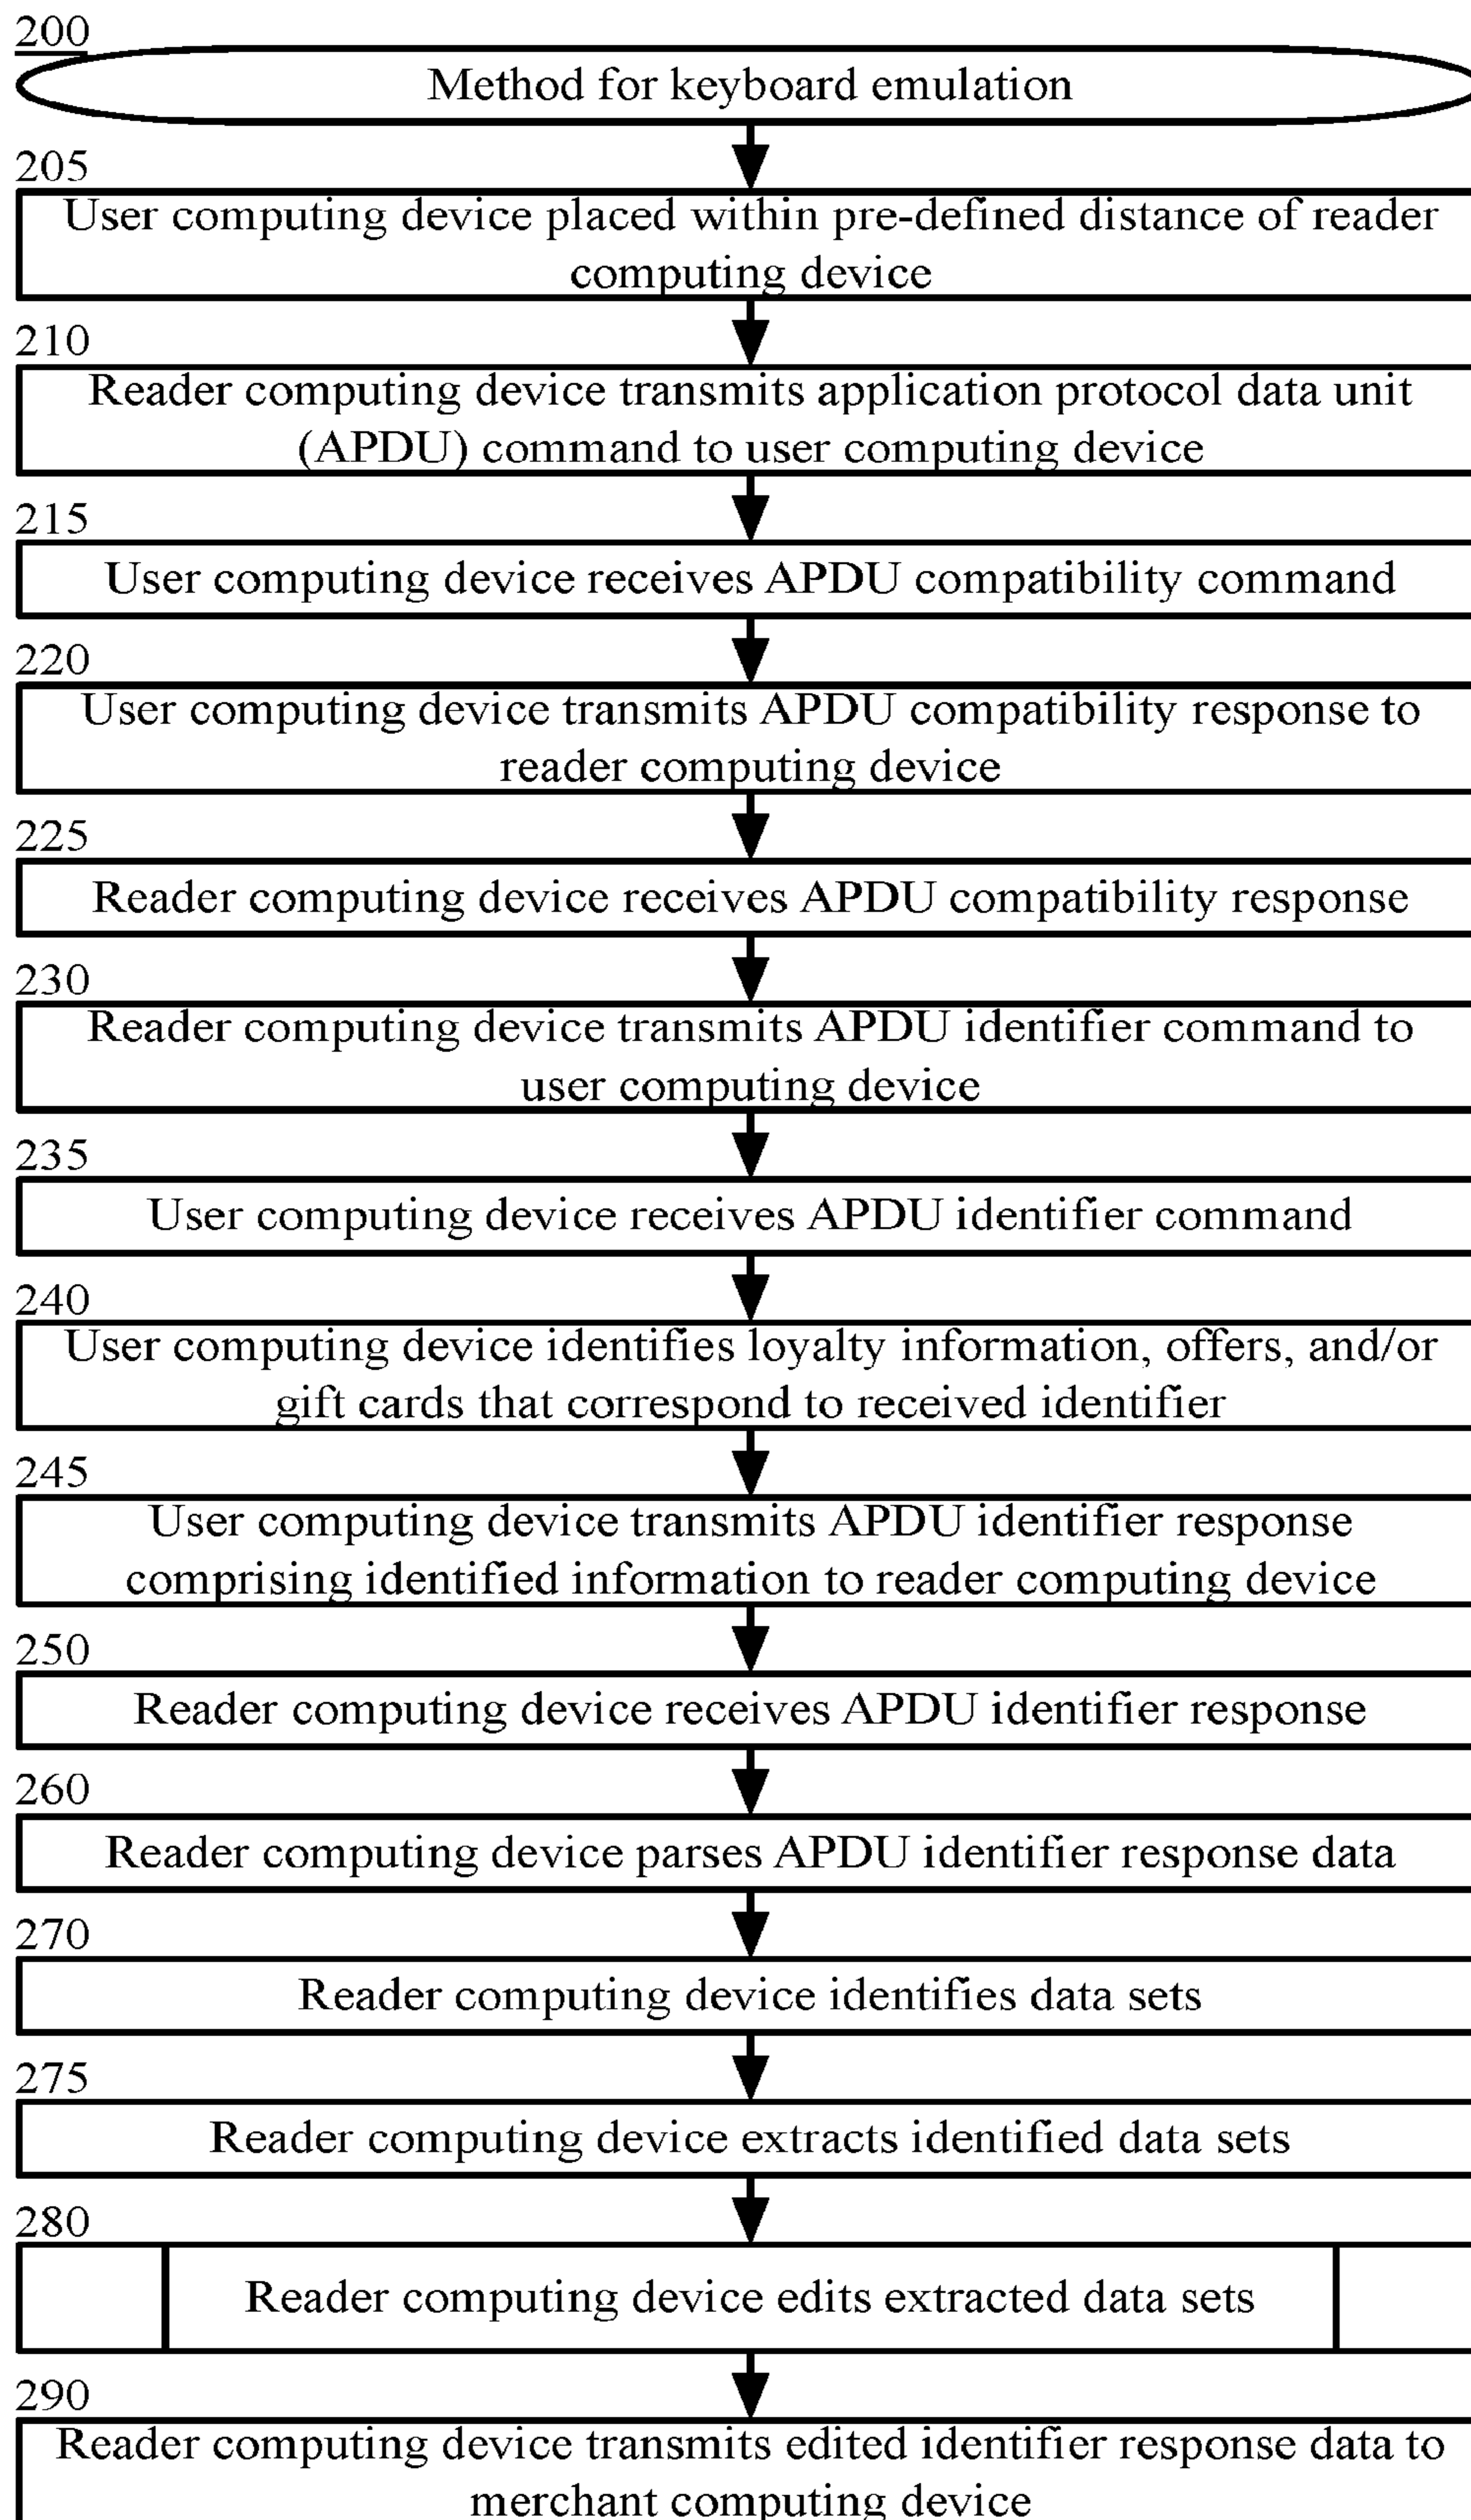 200
Method for keyboard emulation
205
User computing device placed within pre-defined distance of reader
computing device
210
Reader computing device transmits application protocol data unit
(APDU) command to user computing device
215
User computing device receives APDU compatibility command
220
User computing device transmits APDU compatibility response to
reader computing device
225
Reader computing device receives APDU compatibility response
230
Reader computing device transmits APDU identifier command to
user computing device
235
User computing device receives APDU identifier command
240
User computing device identifies loyalty information, offers, and/or
gift cards that correspond to received identifier
245
User computing device transmits APDU identifier response
comprising identified information to reader computing device
250
Reader computing device receives APDU identifier response
260
Reader computing device parses APDU identifier response data
270
Reader computing device identifies data sets
275
Reader computing device extracts identified data sets
280
Reader computing device edits extracted data sets
290
Reader computing device transmits edited identifier response data to
merchant computing device